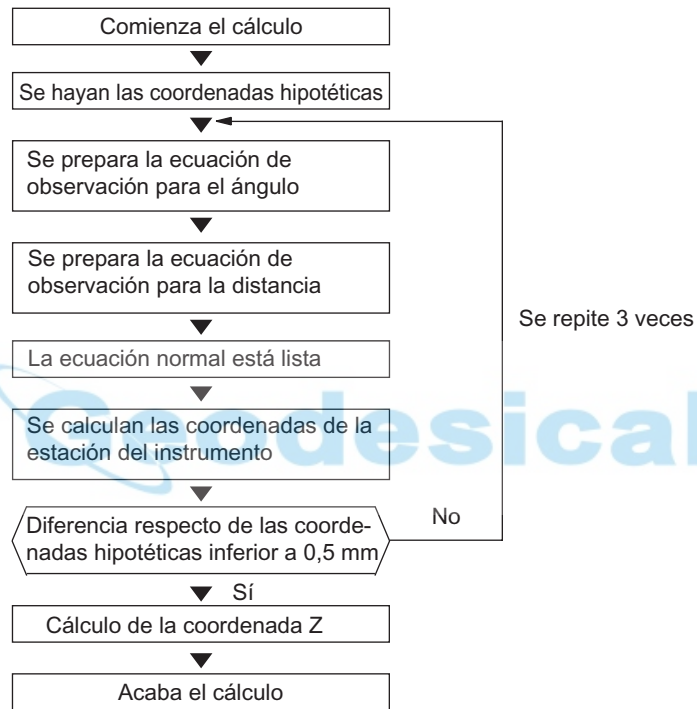 Comienza el cálculo
Se hayan las coordenadas hipotéticas
Se prepara la ecuación de
observación para el ángulo
Se prepara la ecuación de
observación para la distancia
Se repite 3 veces
La ecuación normal está lista
Geodesical
Se calculan las coordenadas de la
estación del instrumento
Diferencia respecto de las coorde-
nadas hipotéticas inferior a 0,5 mm
No
Sí
Cálculo de la coordenada Z
Acaba el cálculo